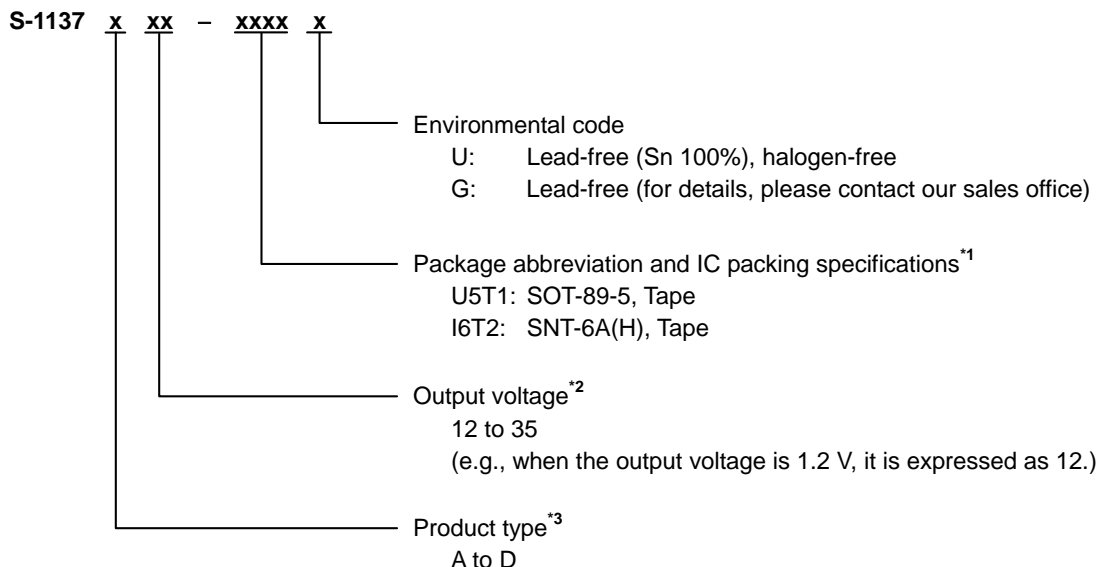 S-1137 x xx – xxxx x
Environmental code
U: Lead-free (Sn 100%), halogen-free
G: Lead-free (for details, please contact our sales office)
Package abbreviation and IC packing specifications*1
U5T1: SOT-89-5, Tape
I6T2: SNT-6A(H), Tape
Output voltage*2
12 to 35
(e.g., when the output voltage is 1.2 V, it is expressed as 12.)
Product type*3
A to D